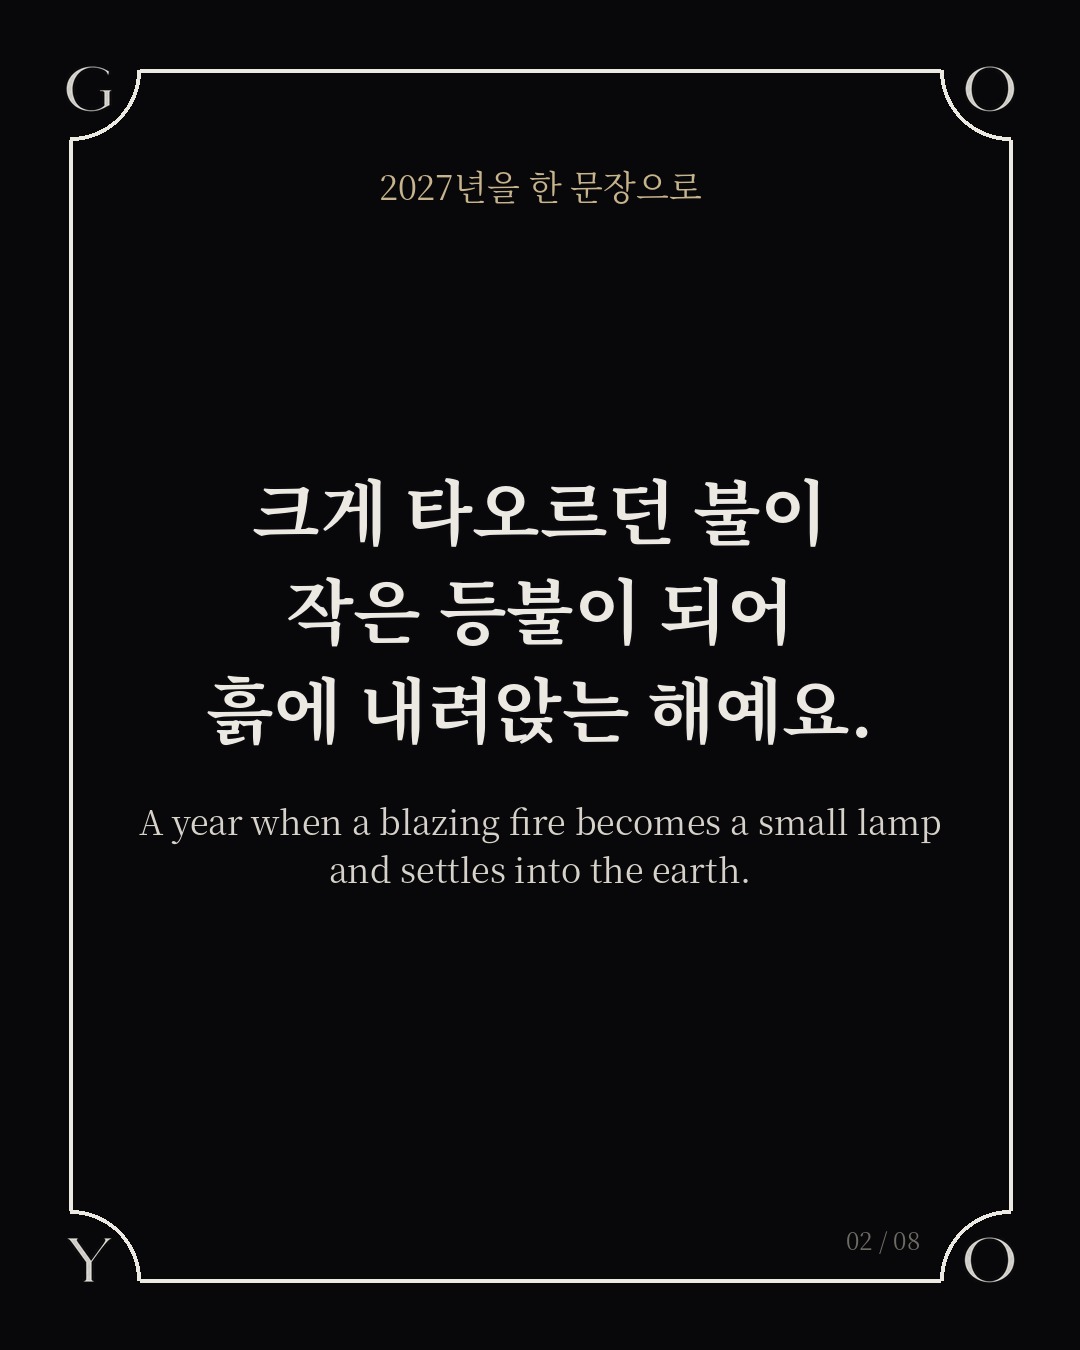 G O
2027년을 한 문장으로
크게 타오르던 불이
작은 등불이 되어
흙에 내려앉는 해예요.
A year when a blazing fire becomes a small lamp
and settles into the earth.
02 / 08
Y O